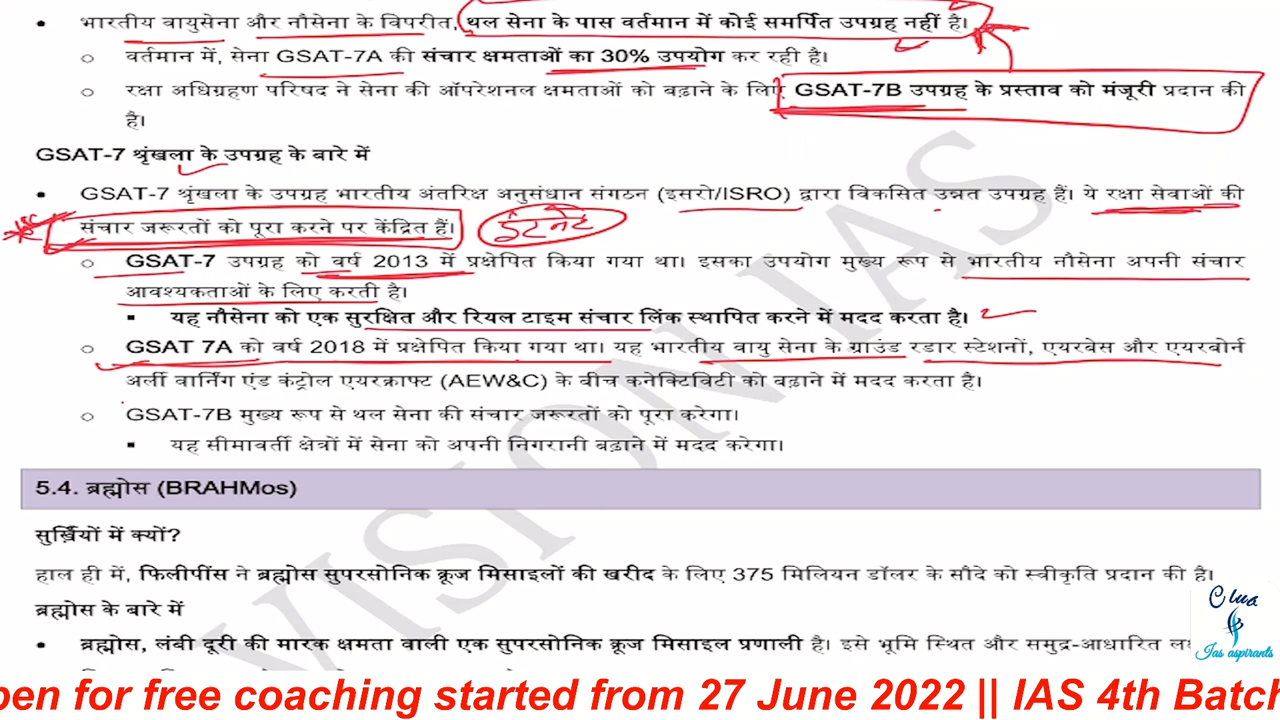 • भारतीय वायुसेना और नौसेना के विपरीत, थल सेना के पास वर्तमान में कोई समर्पित उपग्रह नहीं है।
o वर्तमान में, सेना GSAT-7A की संचार क्षमताओं का 30% उपयोग कर रही है।
o रक्षा अधिग्रहण परिषद ने सेना की ऑपरेशनल क्षमताओं को बढ़ाने के लिए GSAT-7B उपग्रह के प्रस्ताव को मंजूरी प्रदान की
है।
GSAT-7 श्रृंखला के उपग्रह के बारे में
• GSAT-7 श्रृंखला के उपग्रह भारतीय अंतरिक्ष अनुसंधान संगठन (इसरो/ISRO) द्वारा विकसित उन्नत उपग्रह हैं। ये रक्षा सेवाओं की
संचार जरूरतों को पूरा करने पर केंद्रित हैं।
o GSAT-7 उपग्रह को वर्ष 2013 में प्रक्षेपित किया गया था। इसका उपयोग मुख्य रूप से भारतीय नौसेना अपनी संचार
आवश्यकताओं के लिए करती है।
▪ यह नौसेना को एक सुरक्षित और रियल टाइम संचार लिंक स्थापित करने में मदद करता है।
o GSAT 7A को वर्ष 2018 में प्रक्षेपित किया गया था। यह भारतीय वायु सेना के ग्राउंड रडार स्टेशनों, एयरबेस और एयरबोर्न
अर्ली वार्निंग एंड कंट्रोल एयरक्राफ्ट (AEW&C) के बीच कनेक्टिविटी को बढ़ाने में मदद करता है।
o GSAT-7B मुख्य रूप से थल सेना की संचार जरूरतों को पूरा करेगा।
▪ यह सीमावर्ती क्षेत्रों में सेना को अपनी निगरानी बढ़ाने में मदद करेगा।
VISION IAS
5.4. ब्रह्मोस (BRAHMos)
सुर्ख़ियों में क्यों?
हाल ही में, फिलीपींस ने ब्रह्मोस सुपरसोनिक क्रूज मिसाइलों की खरीद के लिए 375 मिलियन डॉलर के सौदे को स्वीकृति प्रदान की है।
ब्रह्मोस के बारे में
• ब्रह्मोस, लंबी दूरी की मारक क्षमता वाली एक सुपरसोनिक क्रूज मिसाइल प्रणाली है। इसे भूमि स्थित और समुद्र-आधारित
Ias aspirants
pen for free coaching started from 27 June 2022 || IAS 4th Batch